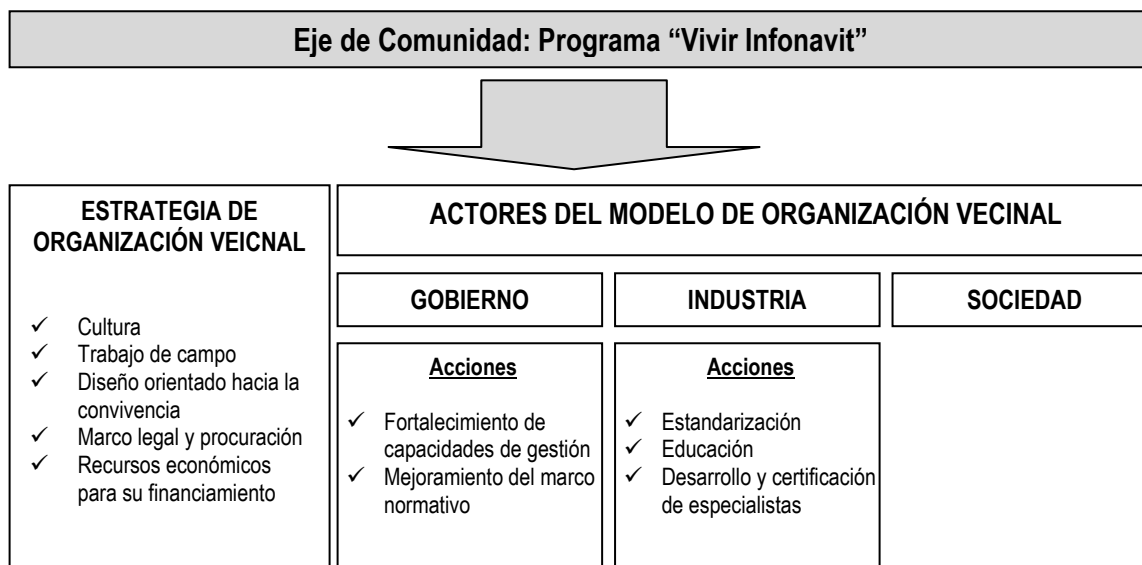 Eje de Comunidad: Programa “Vivir Infonavit”
ESTRATEGIA DE
ORGANIZACIÓN VEICNAL
✓ Cultura
✓ Trabajo de campo
✓ Diseño orientado hacia la
convivencia
✓ Marco legal y procuración
✓ Recursos económicos
para su financiamiento
ACTORES DEL MODELO DE ORGANIZACIÓN VECINAL
GOBIERNO
Acciones
✓ Fortalecimiento de
capacidades de gestión
✓ Mejoramiento del marco
normativo
INDUSTRIA
Acciones
✓ Estandarización
✓ Educación
✓ Desarrollo y certificación
de especialistas
SOCIEDAD